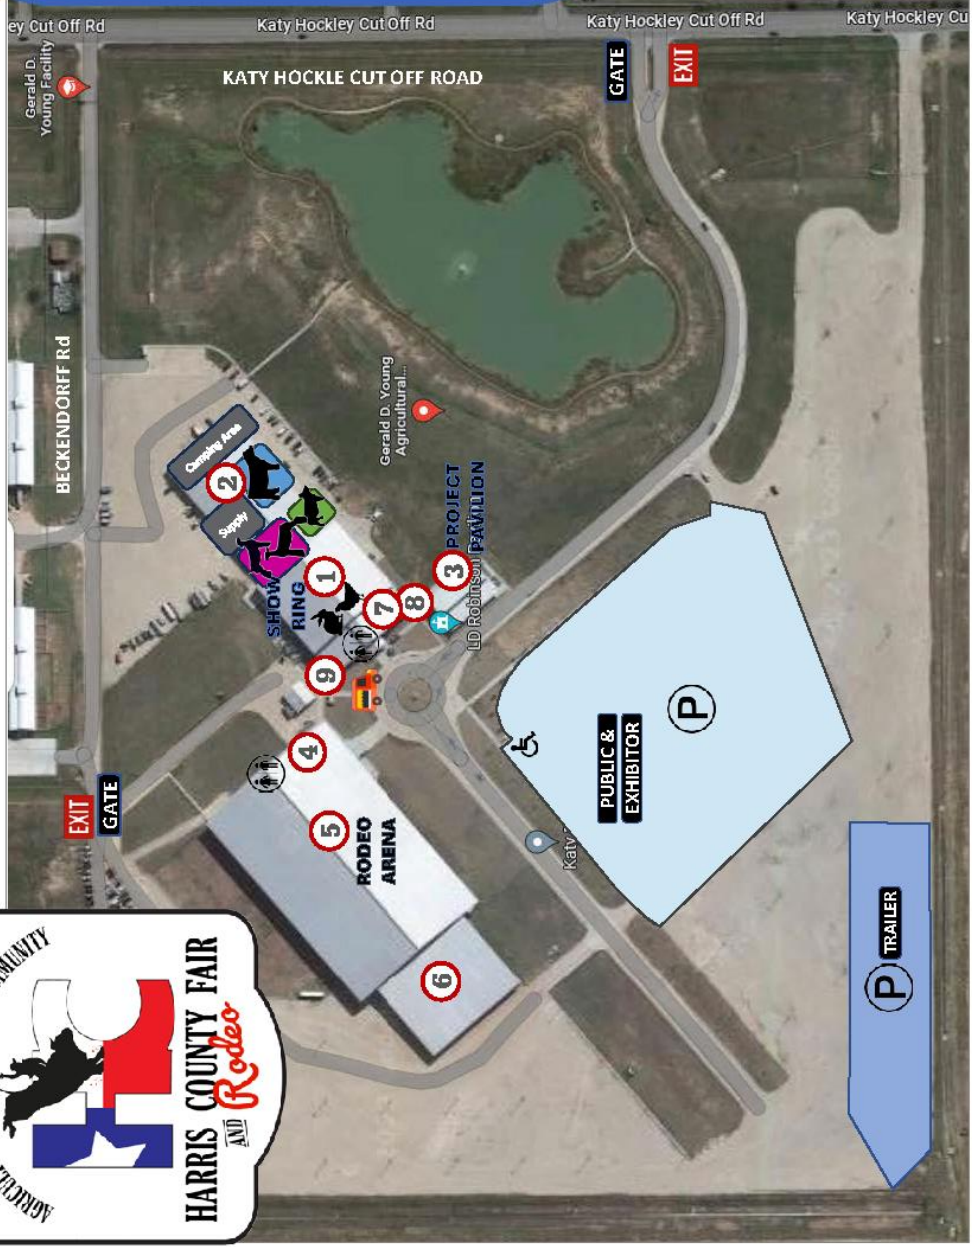 ey Cut Off Rd
Katy Hockley Cut Off Rd
Katy Hockley Cut Off Rd
Katy Hockley Cu
KATY HOCKLE CUT OFF ROAD
GATE
EXIT
Gerald D.
Young Facility
BECKENDORFF Rd
Gerald D. Young
Agricultural...
Camping Area
2
Supply
SHOW
RING
1
PROJECT
PAVILION
3
LD Robinson
7
8
9
4
5
RODEO
ARENA
6
EXIT
GATE
PUBLIC &
EXHIBITOR
P
Katy
P
TRAILER
HARRIS COUNTY FAIR
AND Rodeo